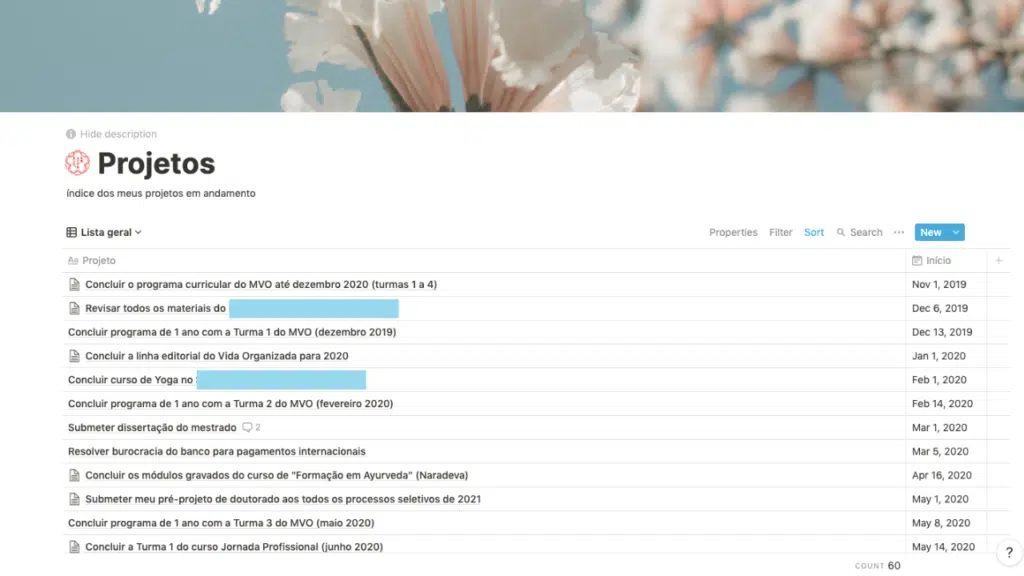 Hide description
Projetos
índice dos meus projetos em andamento
Lista geral Properties Filter Sort Search ... New
Aa Projeto Início +
Concluir o programa curricular do MVO até dezembro 2020 (turmas 1 a 4) Nov 1, 2019
Revisar todos os materiais do Dec 6, 2019
Concluir programa de 1 ano com a Turma 1 do MVO (dezembro 2019) Dec 13, 2019
Concluir a linha editorial do Vida Organizada para 2020 Jan 1, 2020
Concluir curso de Yoga no Feb 1, 2020
Concluir programa de 1 ano com a Turma 2 do MVO (fevereiro 2020) Feb 14, 2020
Submeter dissertação do mestrado 2 Mar 1, 2020
Resolver burocracia do banco para pagamentos internacionais Mar 5, 2020
Concluir os módulos gravados do curso de "Formação em Ayurveda" (Naradeva) Apr 16, 2020
Submeter meu pré-projeto de doutorado aos todos os processos seletivos de 2021 May 1, 2020
Concluir programa de 1 ano com a Turma 3 do MVO (maio 2020) May 8, 2020
Concluir a Turma 1 do curso Jornada Profissional (junho 2020) May 14, 2020
COUNT 60
?